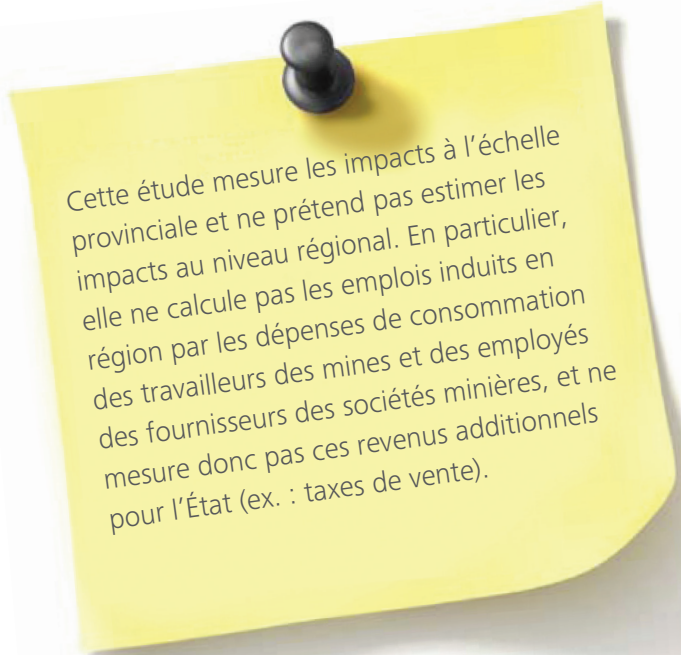 Cette étude mesure les impacts à l’échelle
provinciale et ne prétend pas estimer les
impacts au niveau régional. En particulier,
elle ne calcule pas les emplois induits en
région par les dépenses de consommation
des travailleurs des mines et des employés
des fournisseurs des sociétés minières, et ne
mesure donc pas ces revenus additionnels
pour l’État (ex. : taxes de vente).